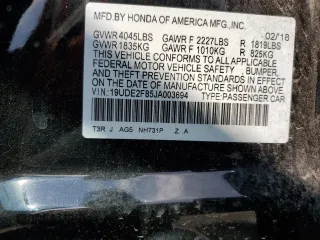 MFD.BY HONDA OF AMERICA MFG.,INC. 02/18
GVWR 4045LBS GAWR F 2227LBS R 1819LBS
GVWR 1835KG GAWR F 1010KG R 825KG
THIS VEHICLE CONFORMS TO ALL APPLICABLE
FEDERAL MOTOR VEHICLE SAFETY, BUMPER,
AND THEFT PREVENTION STANDARDS IN EFFECT
ON THE DATE OF MANUFACTURE SHOWN ABOVE.
V.I.N.:19UDE2F85JA003694 TYPE:PASSENGER CAR
T3R J AG5 NH731P Z A